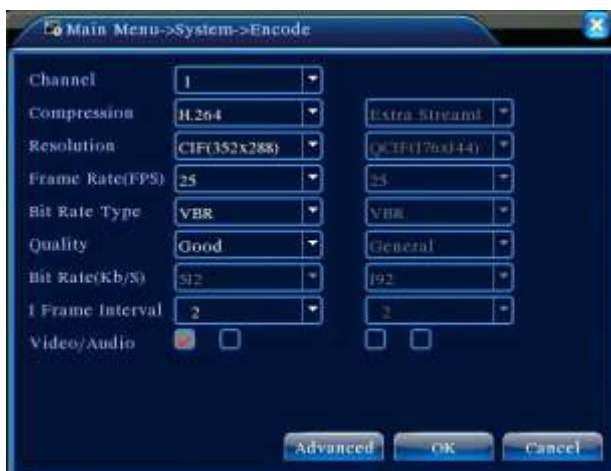 Main Menu->System->Encode
Channel 1
Compression H.264 Extra Stream1
Resolution CIF(352x288) QCIF(176x144)
Frame Rate(FPS) 25 25
Bit Rate Type VBR VBR
Quality Good General
Bit Rate(Kb/S) 512 192
I Frame Interval 2 2
Video/Audio
Advanced OK Cancel